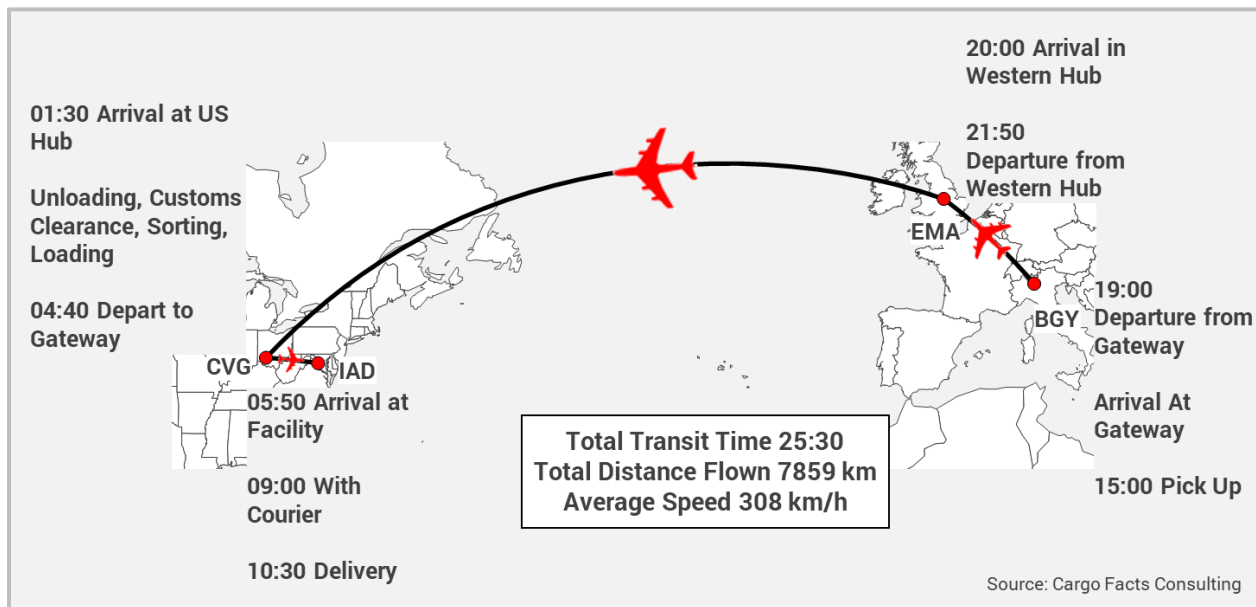 20:00 Arrival in
Western Hub
21:50
Departure from
Western Hub
01:30 Arrival at US
Hub
Unloading, Customs
Clearance, Sorting,
Loading
04:40 Depart to
Gateway
EMA
BGY
19:00
Departure from
Gateway
Arrival At
Gateway
15:00 Pick Up
CVG
IAD
05:50 Arrival at
Facility
09:00 With
Courier
10:30 Delivery
Total Transit Time 25:30
Total Distance Flown 7859 km
Average Speed 308 km/h
Source: Cargo Facts Consulting